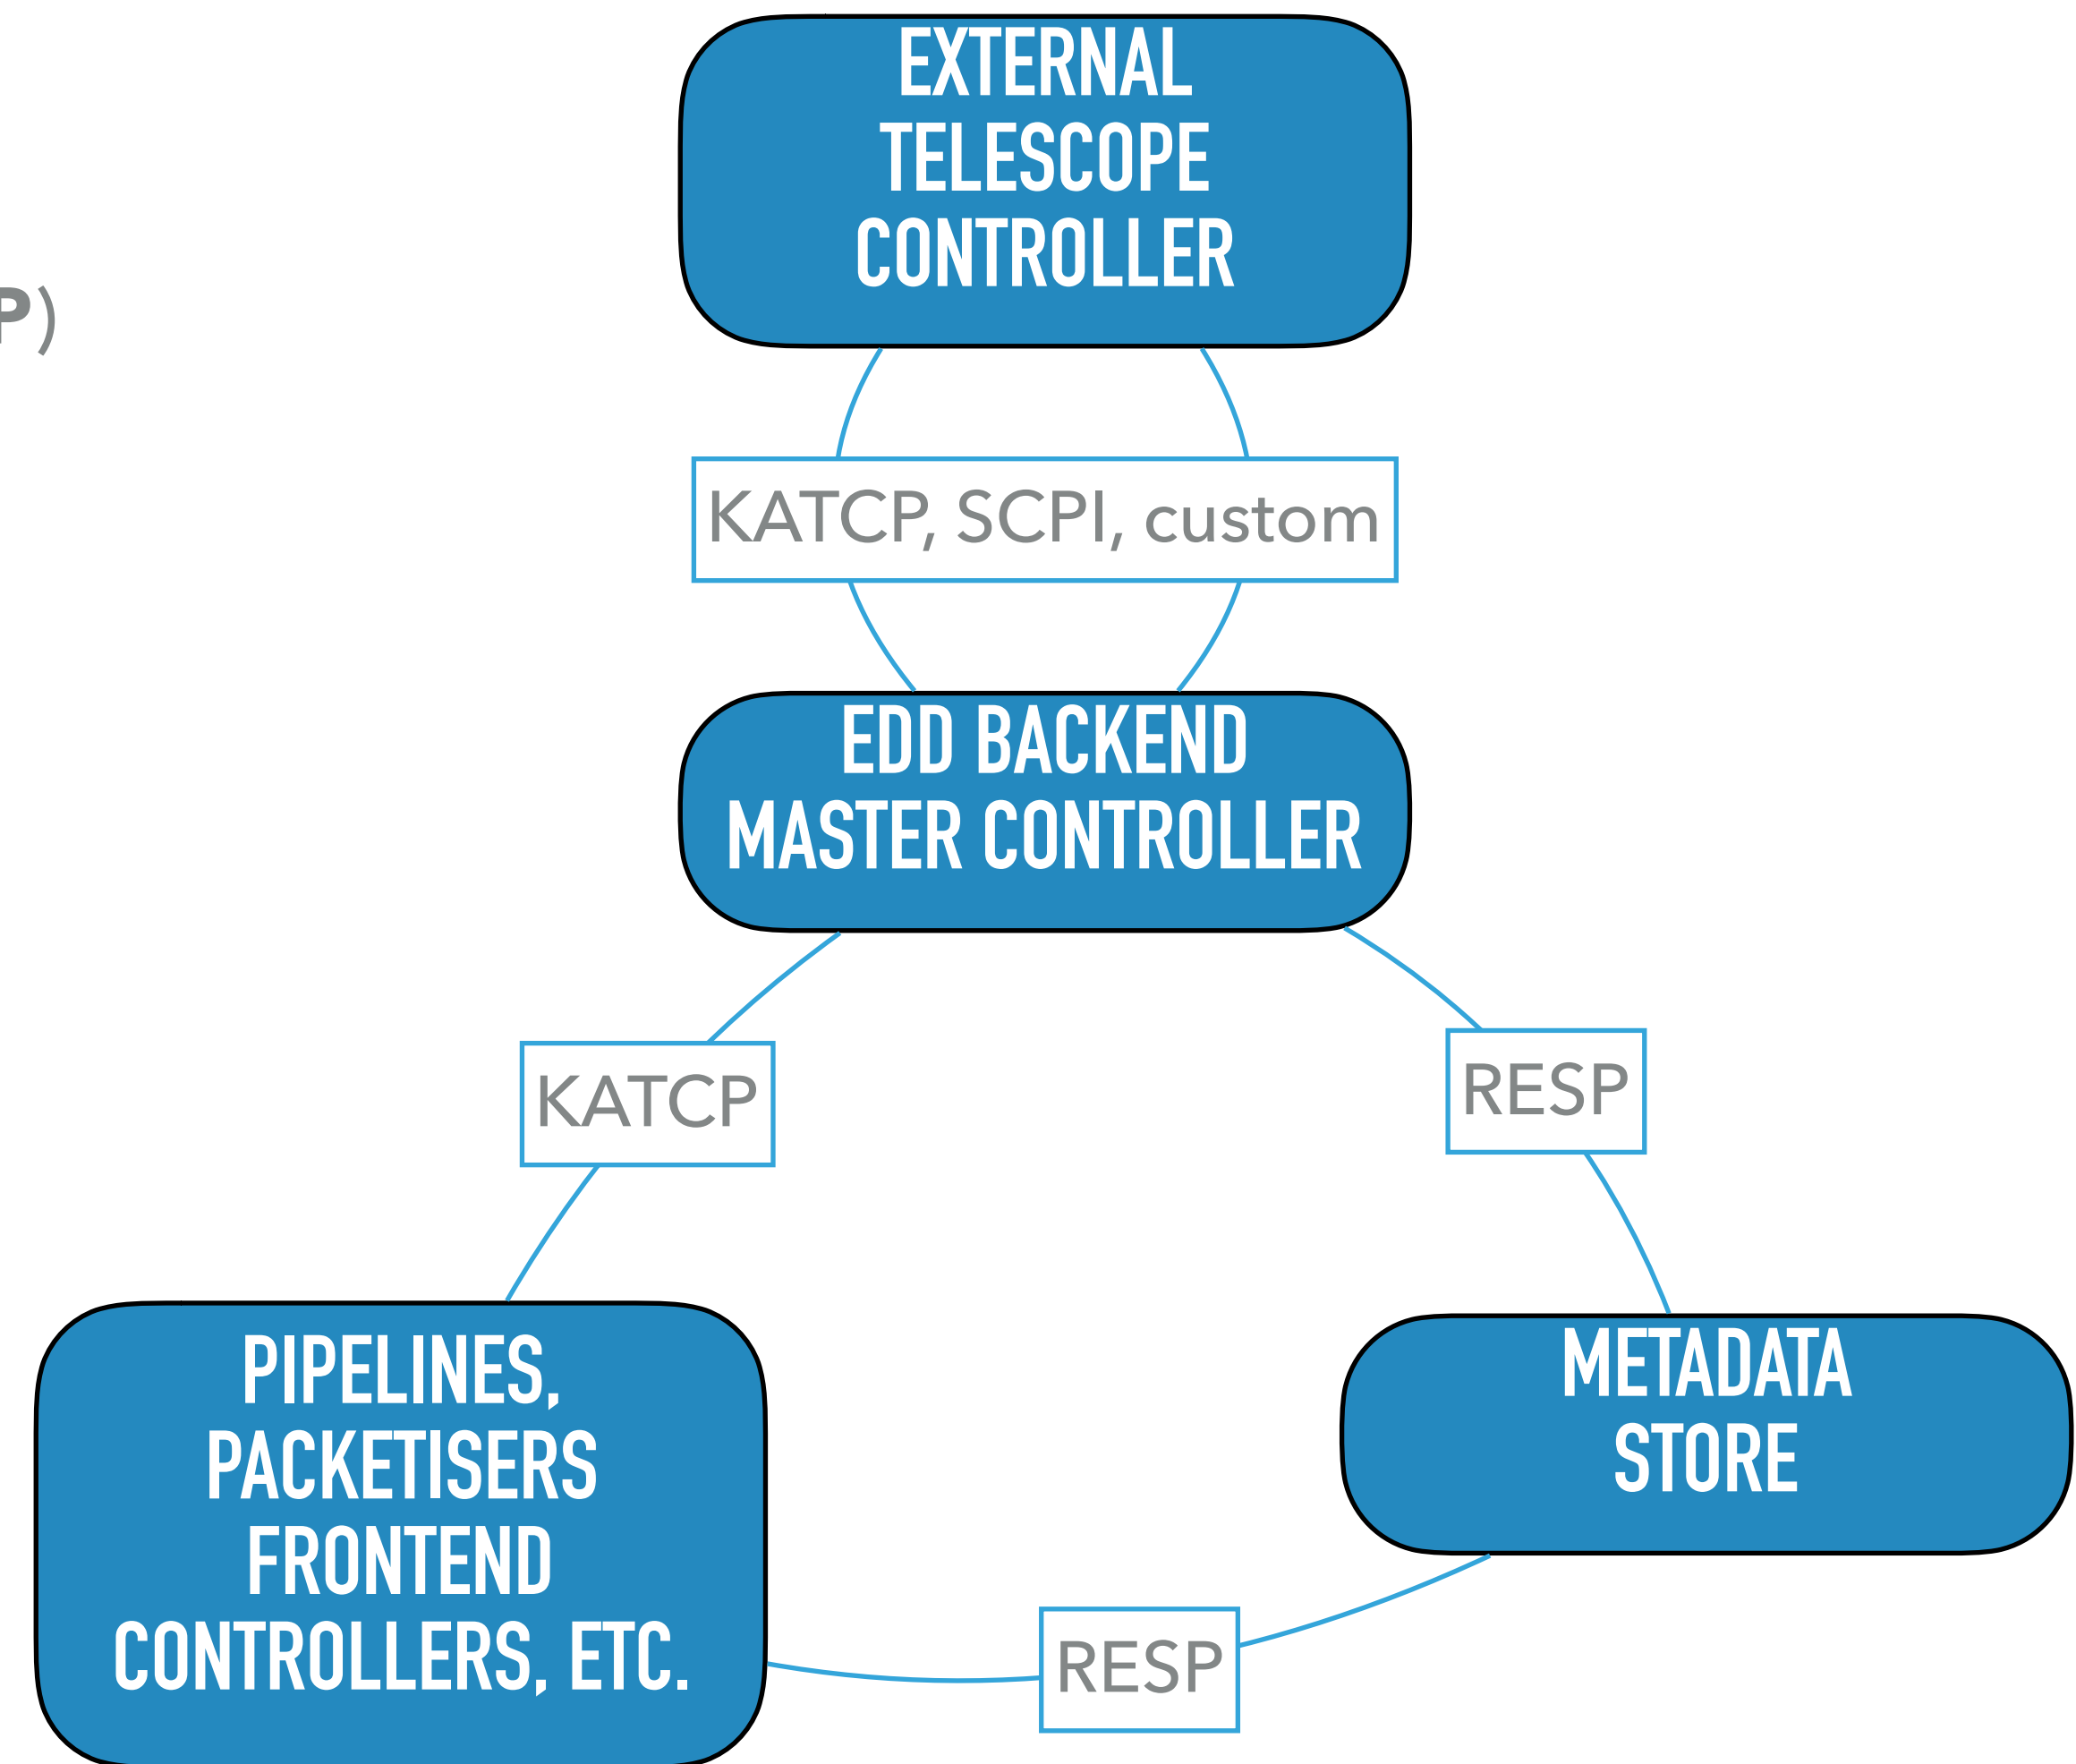 EXTERNAL
TELESCOPE
CONTROLLER
P)
KATCP, SCPI, custom
EDD BACKEND
MASTER CONTROLLER
KATCP
RESP
PIPELINES,
PACKETISERS
FRONTEND
CONTROLLERS, ETC.
METADATA
STORE
RESP